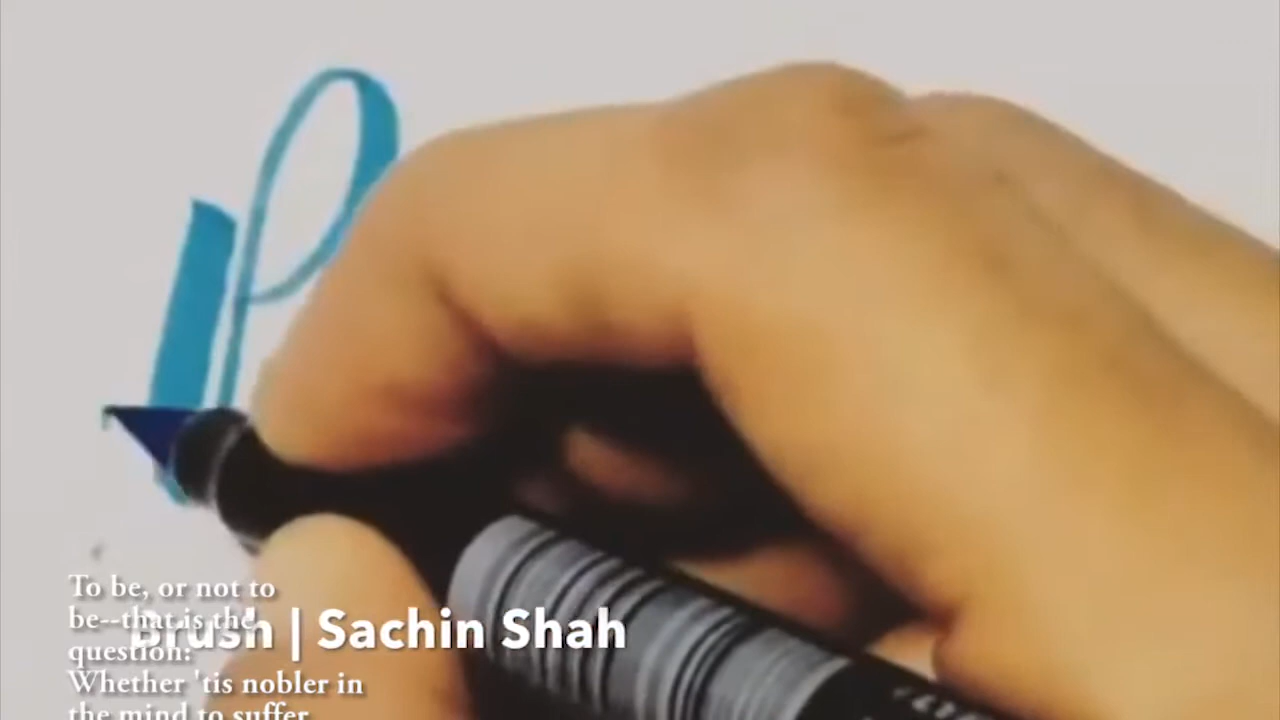 To be, or not to
be--that is the
Brush | Sachin Shah
question:
Whether 'tis nobler in
the mind to suffer